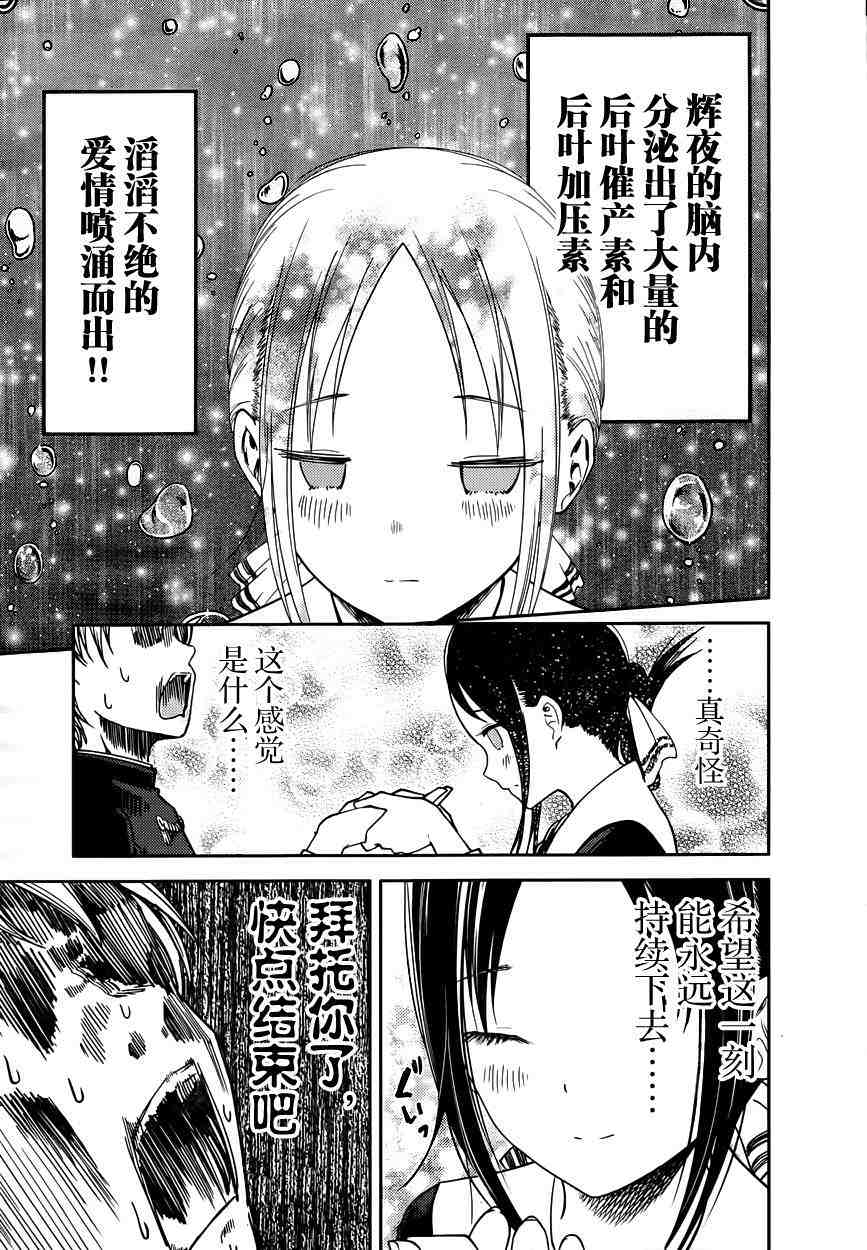 辉夜的脑内
分泌出了大量的
后叶催产素和
后叶加压素
滔滔不绝的
爱情喷涌而出!!
……真奇怪
这个感觉
是什么……
希望这一刻
能永远
持续下去……
ぐい
拜托你了，
快点结束吧